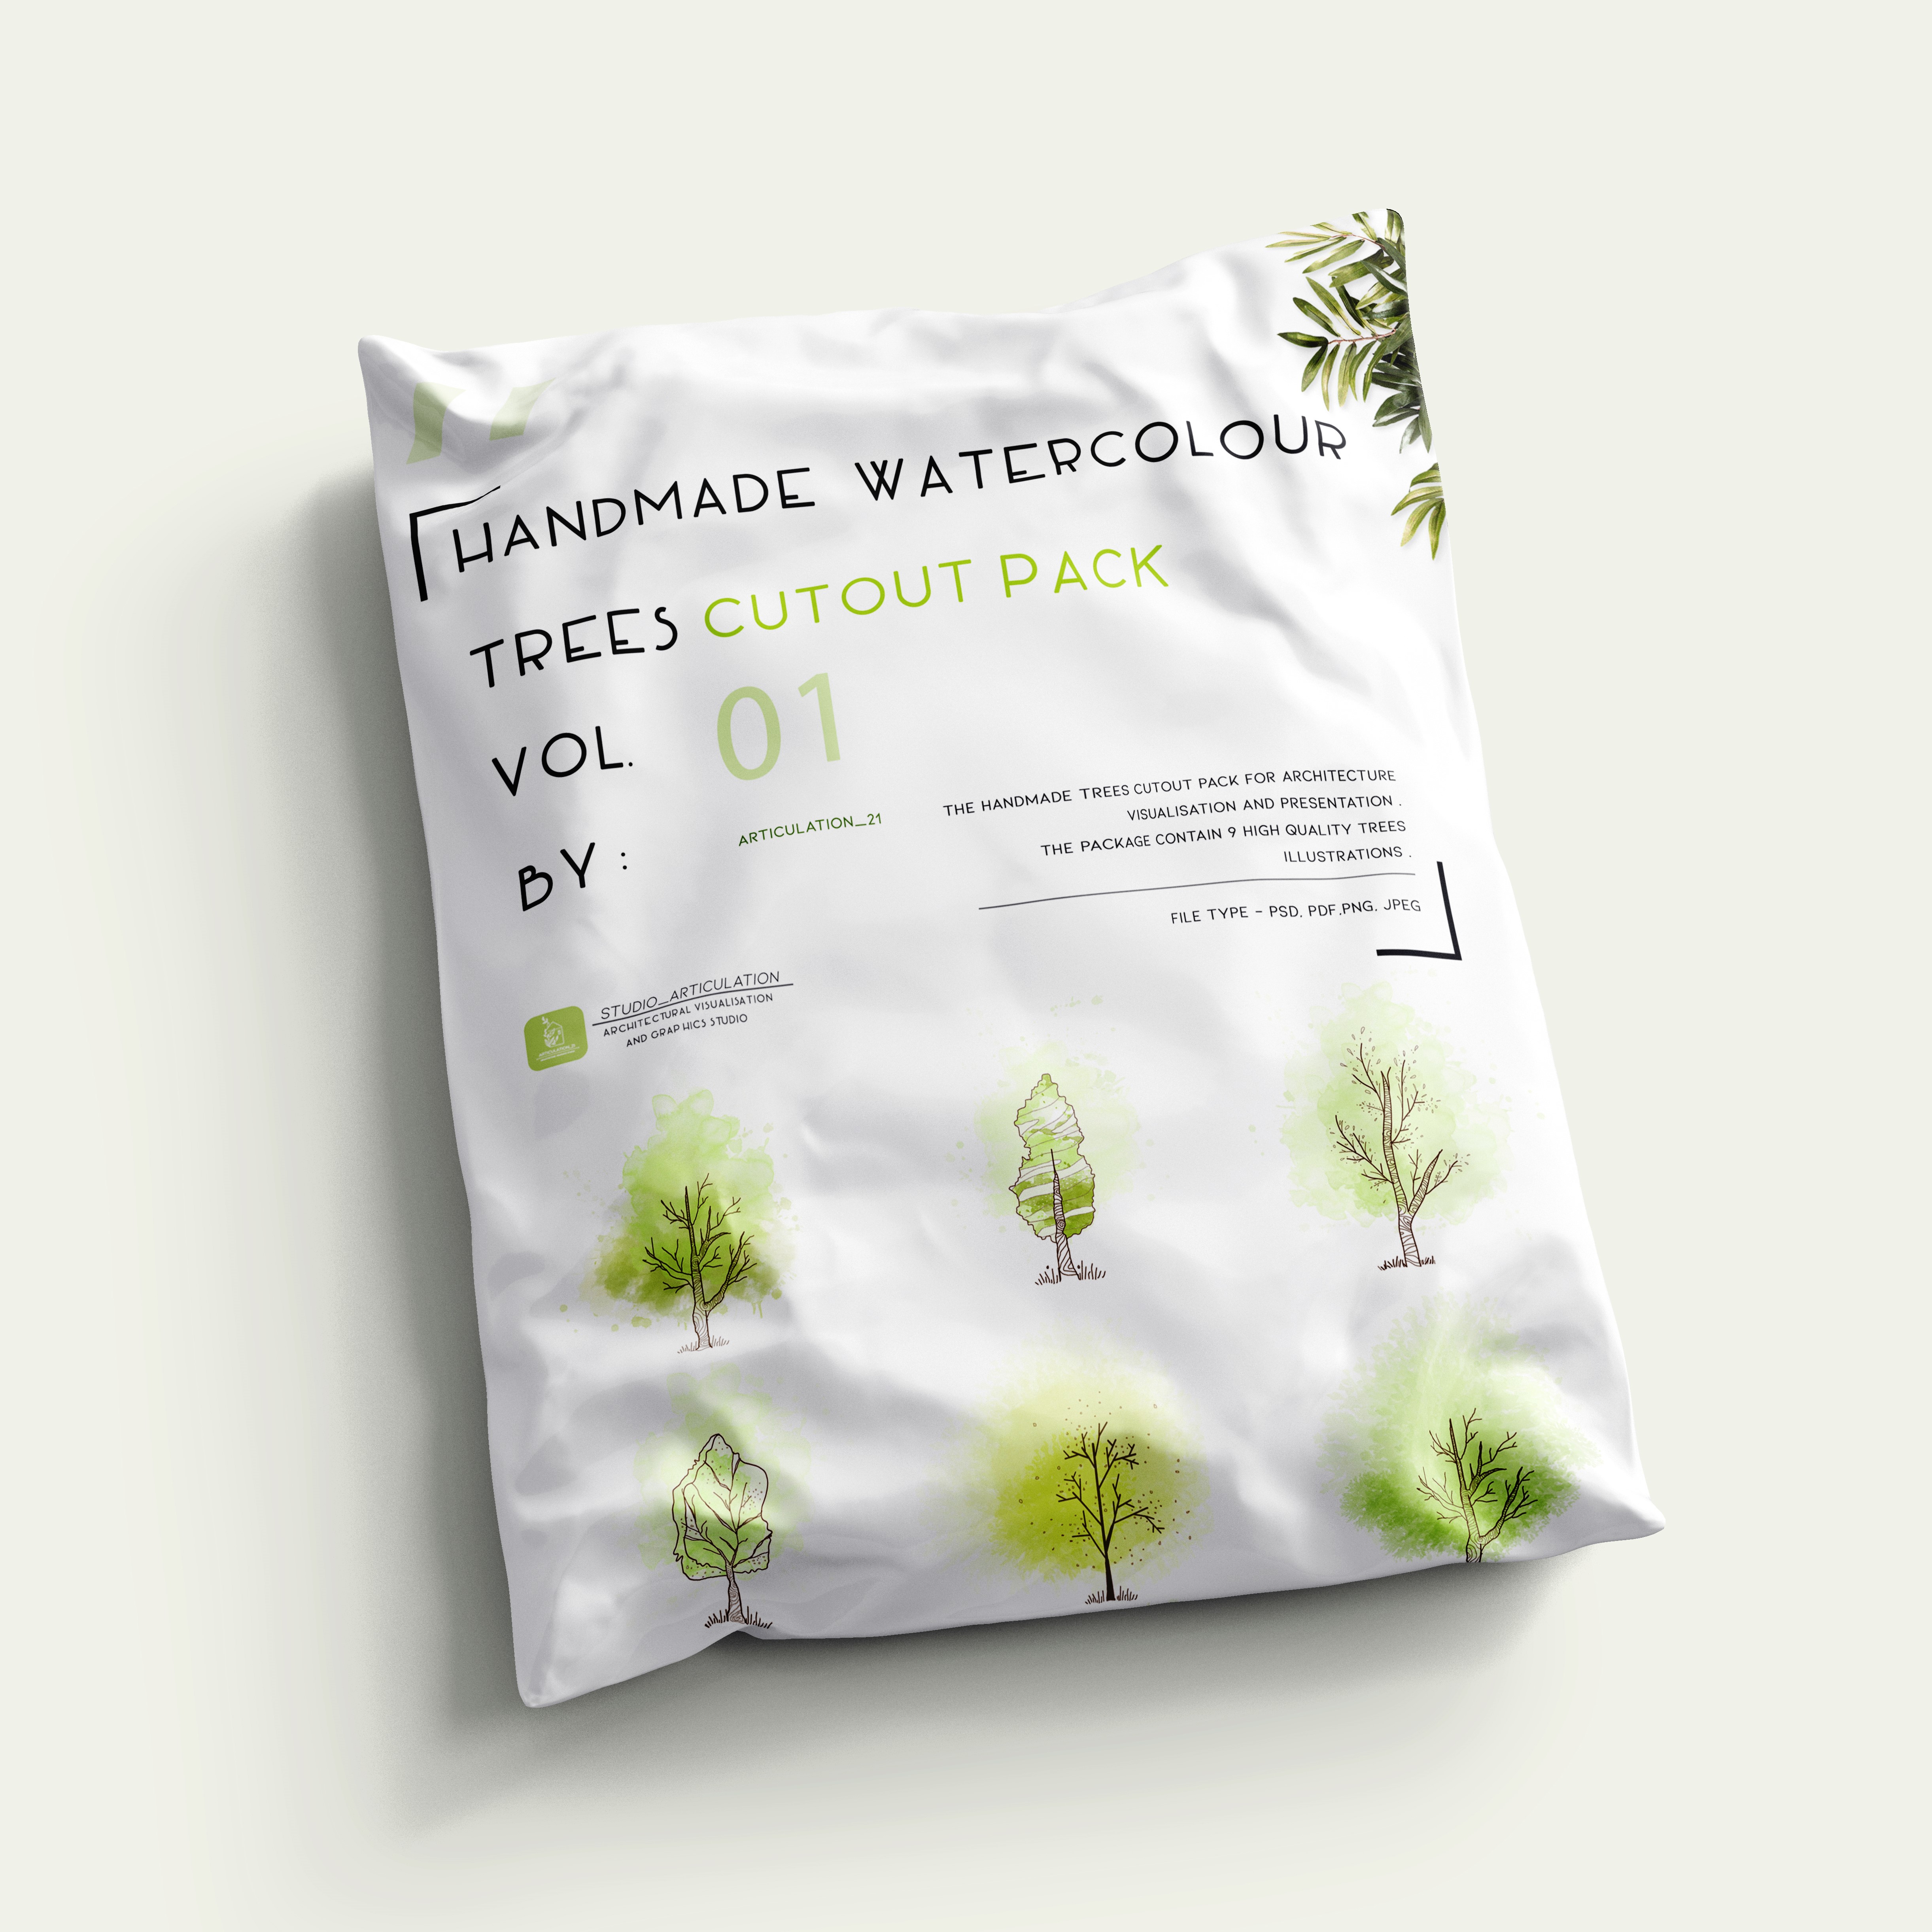 HANDMADE WATERCOLOUR
TREES CUTOUT PACK
VOL. 01
BY : ARTICULATION_21
THE HANDMADE TREES CUTOUT PACK FOR ARCHITECTURE
VISUALISATION AND PRESENTATION .
THE PACKAGE CONTAIN 9 HIGH QUALITY TREES
ILLUSTRATIONS .
FILE TYPE - PSD, PDF,PNG, JPEG
STUDIO_ARTICULATION
ARCHITECTURAL VISUALISATION
AND GRAPHICS STUDIO